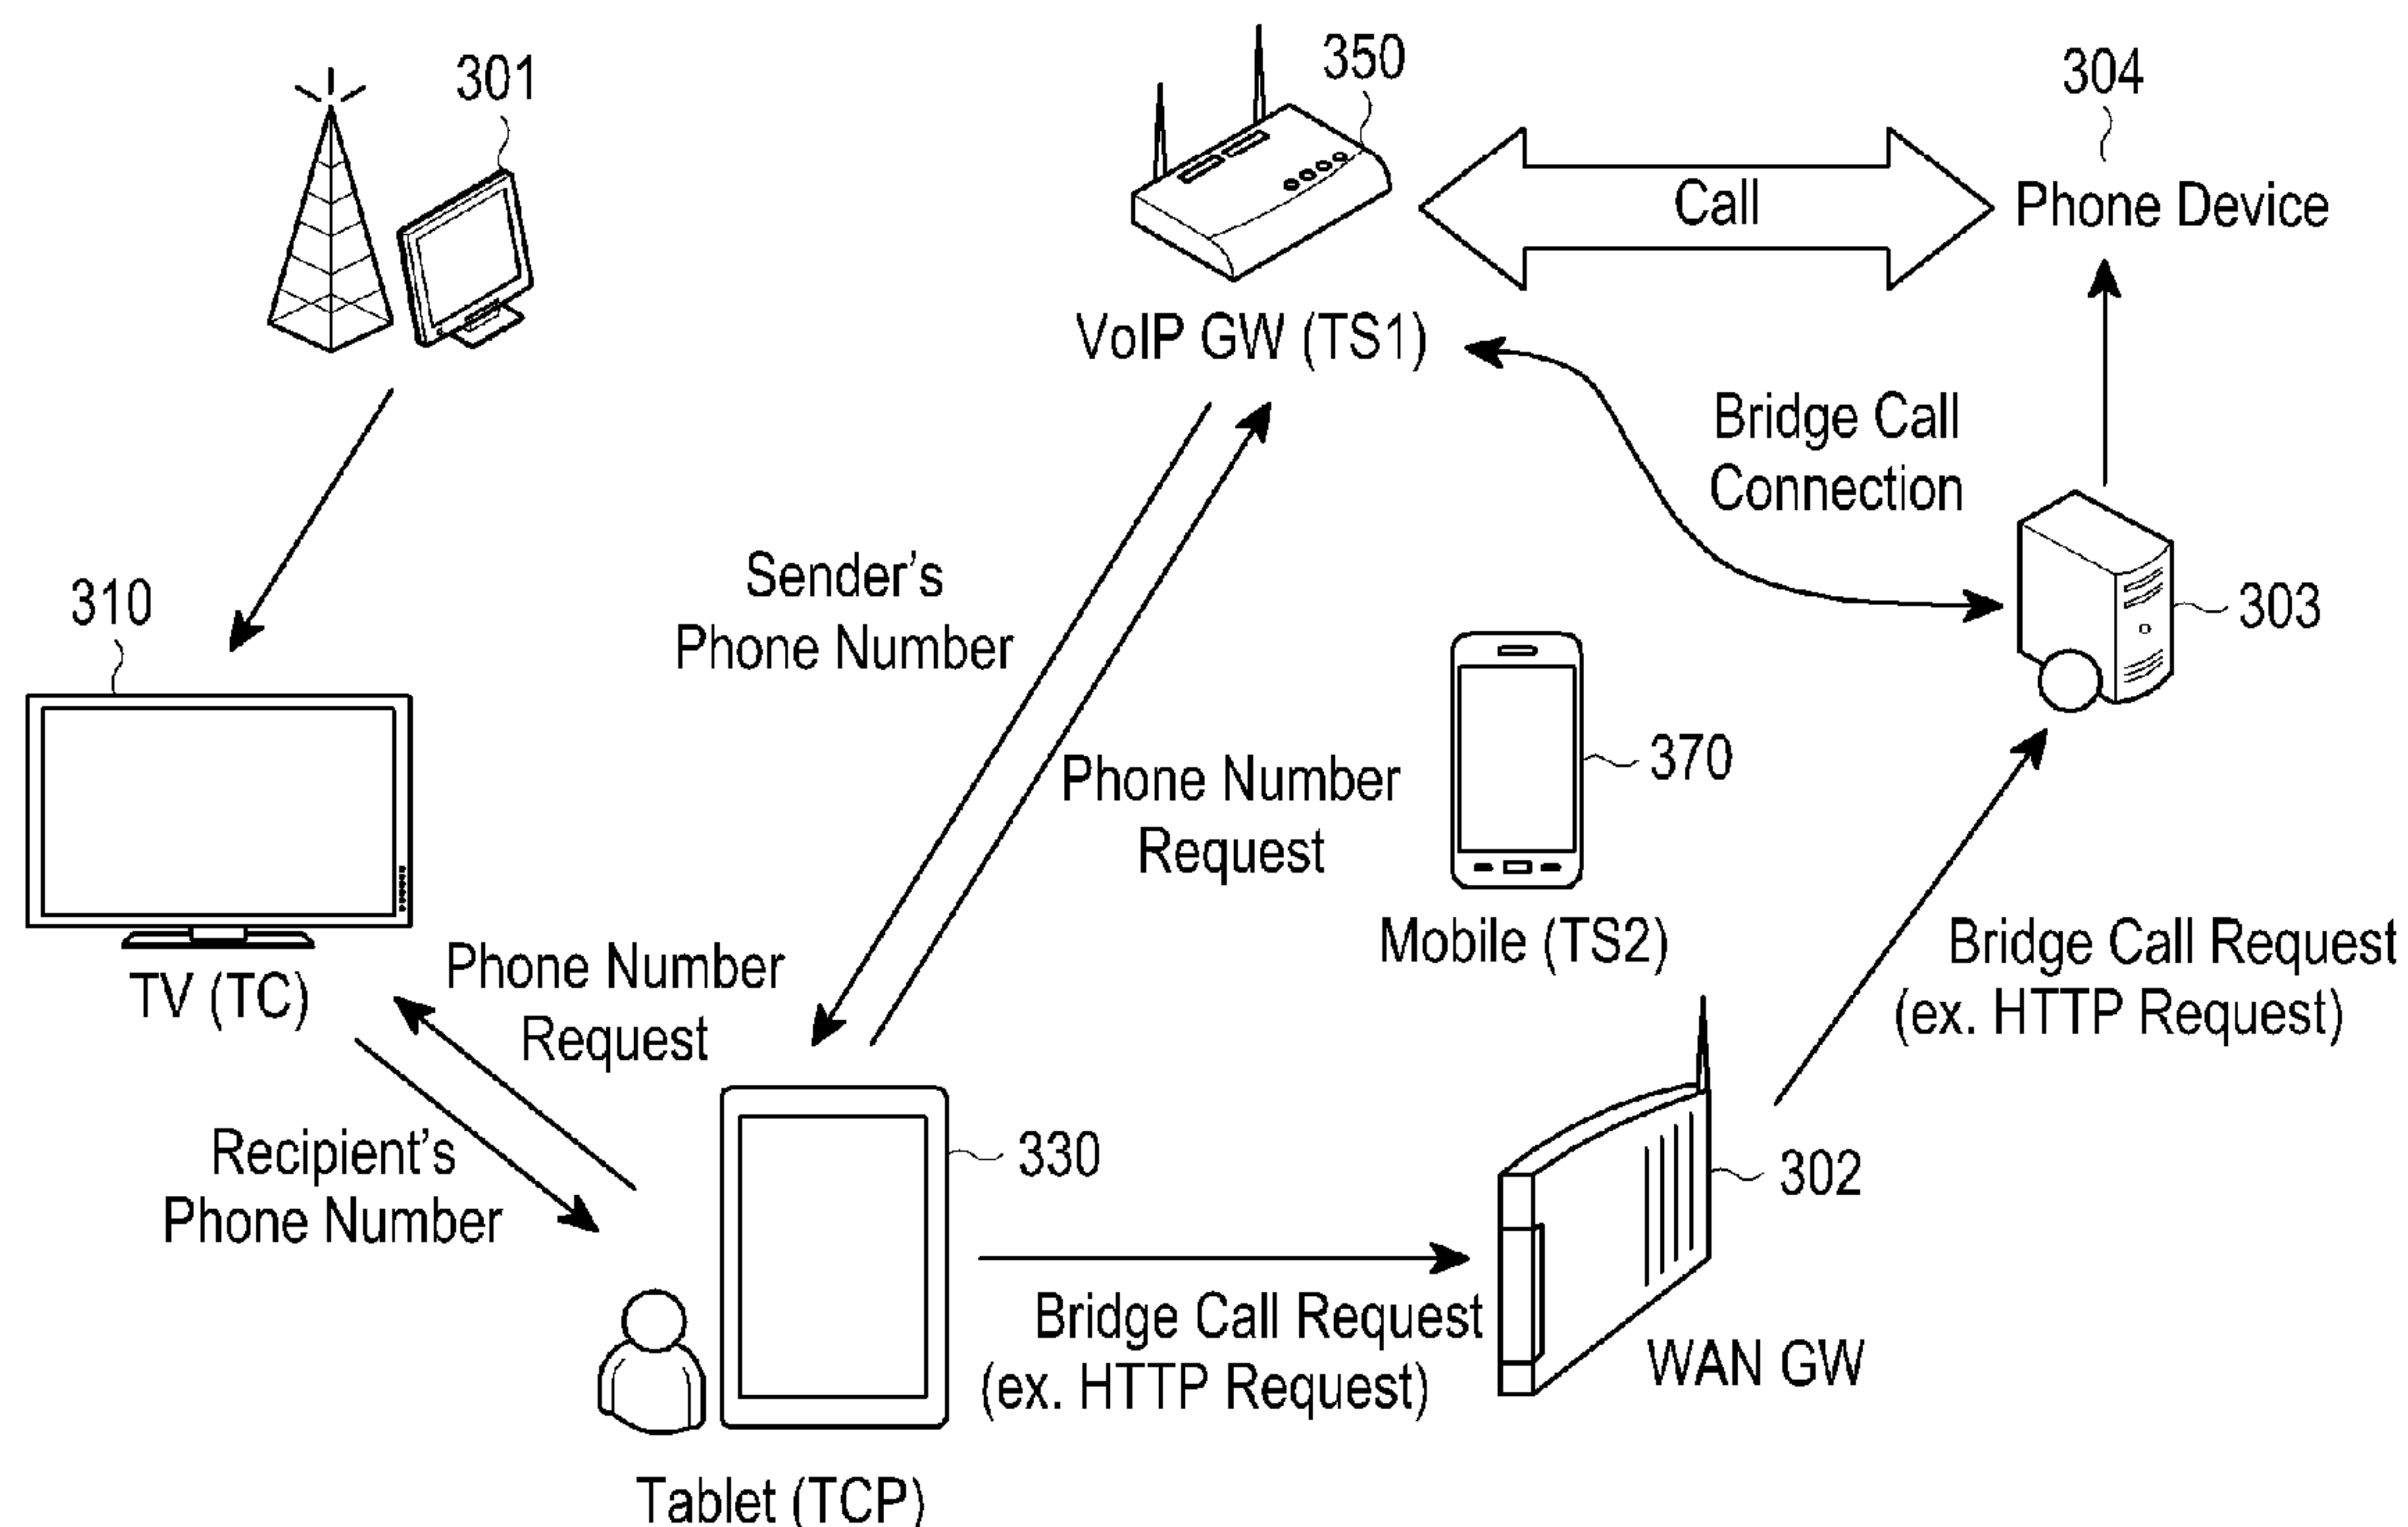 301
350
304
Call
Phone Device
VoIP GW (TS1)
Bridge Call
Connection
Sender's
Phone Number
310
303
Phone Number
Request
370
Mobile (TS2)
TV (TC)
Phone Number
Request
Bridge Call Request
(ex. HTTP Request)
Recipient's
Phone Number
330
302
Bridge Call Request
(ex. HTTP Request)
WAN GW
Tablet (TCP)